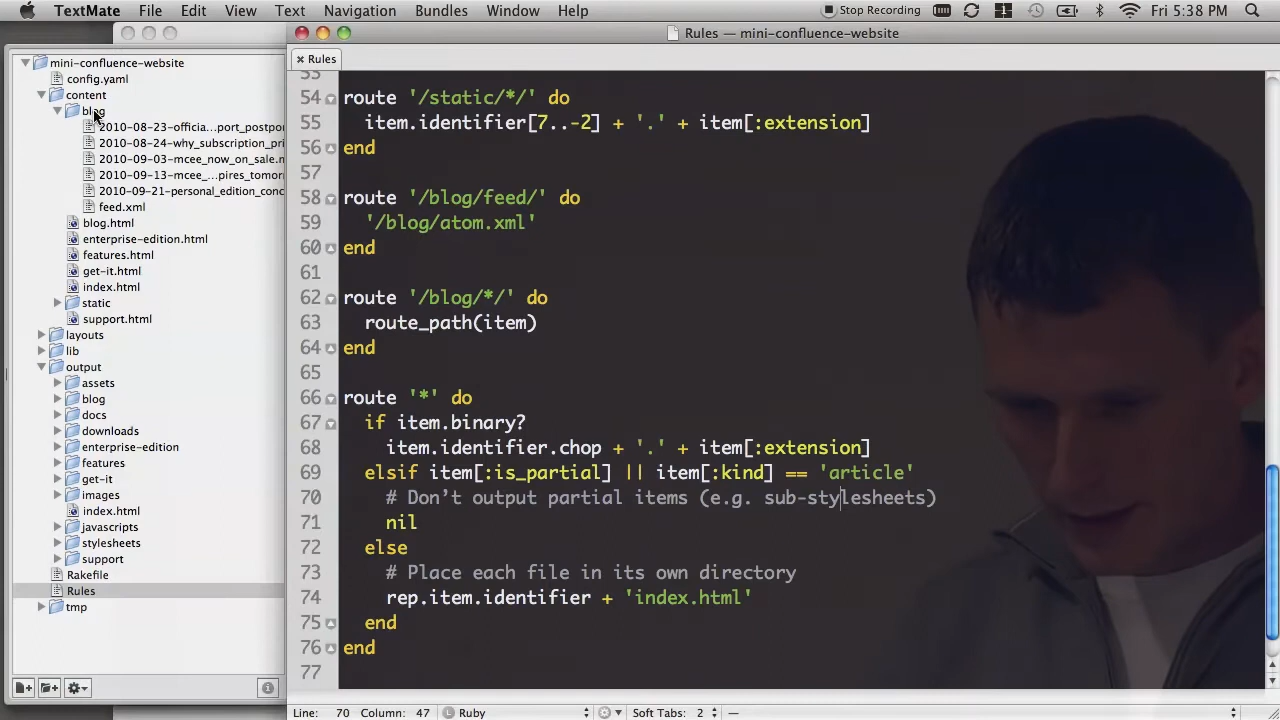 TextMate File Edit View Text Navigation Bundles Window Help Stop Recording Fri 5:38 PM
Rules — mini-confluence-website
Rules
mini-confluence-website
config.yaml
content
blog
2010-08-23-officia...port_postpor
2010-08-24-why_subscription_pri
2010-09-03-mcee_now_on_sale.n
2010-09-13-mcee_...pires_tomor
2010-09-21-personal_edition_conc
feed.xml
blog.html
enterprise-edition.html
features.html
get-it.html
index.html
static
support.html
layouts
lib
output
assets
blog
docs
downloads
enterprise-edition
features
get-it
images
index.html
javascripts
stylesheets
support
Rakefile
Rules
tmp
53
54 route '/static/*/' do
55 item.identifier[7..-2] + '.' + item[:extension]
56 end
57
58 route '/blog/feed/' do
59 '/blog/atom.xml'
60 end
61
62 route '/blog/*/' do
63 route_path(item)
64 end
65
66 route '*' do
67 if item.binary?
68 item.identifier.chop + '.' + item[:extension]
69 elsif item[:is_partial] || item[:kind] == 'article'
70 # Don’t output partial items (e.g. sub-stylesheets)
71 nil
72 else
73 # Place each file in its own directory
74 rep.item.identifier + 'index.html'
75 end
76 end
77
Line: 70 Column: 47 Ruby Soft Tabs: 2 —